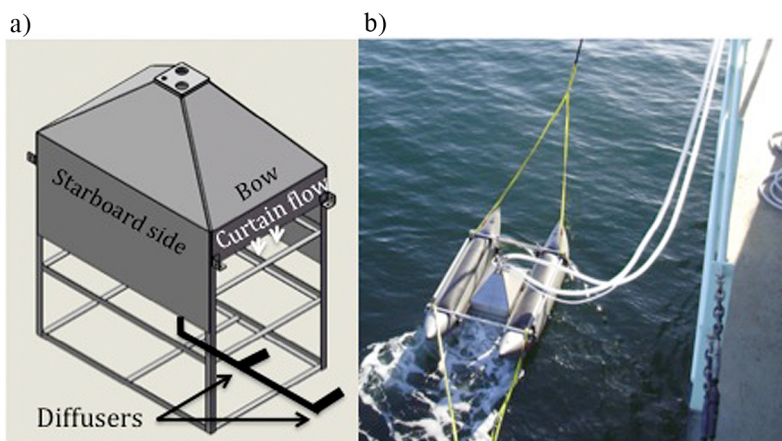 a)
b)
Bow
Starboard side
Curtain flow
Diffusers